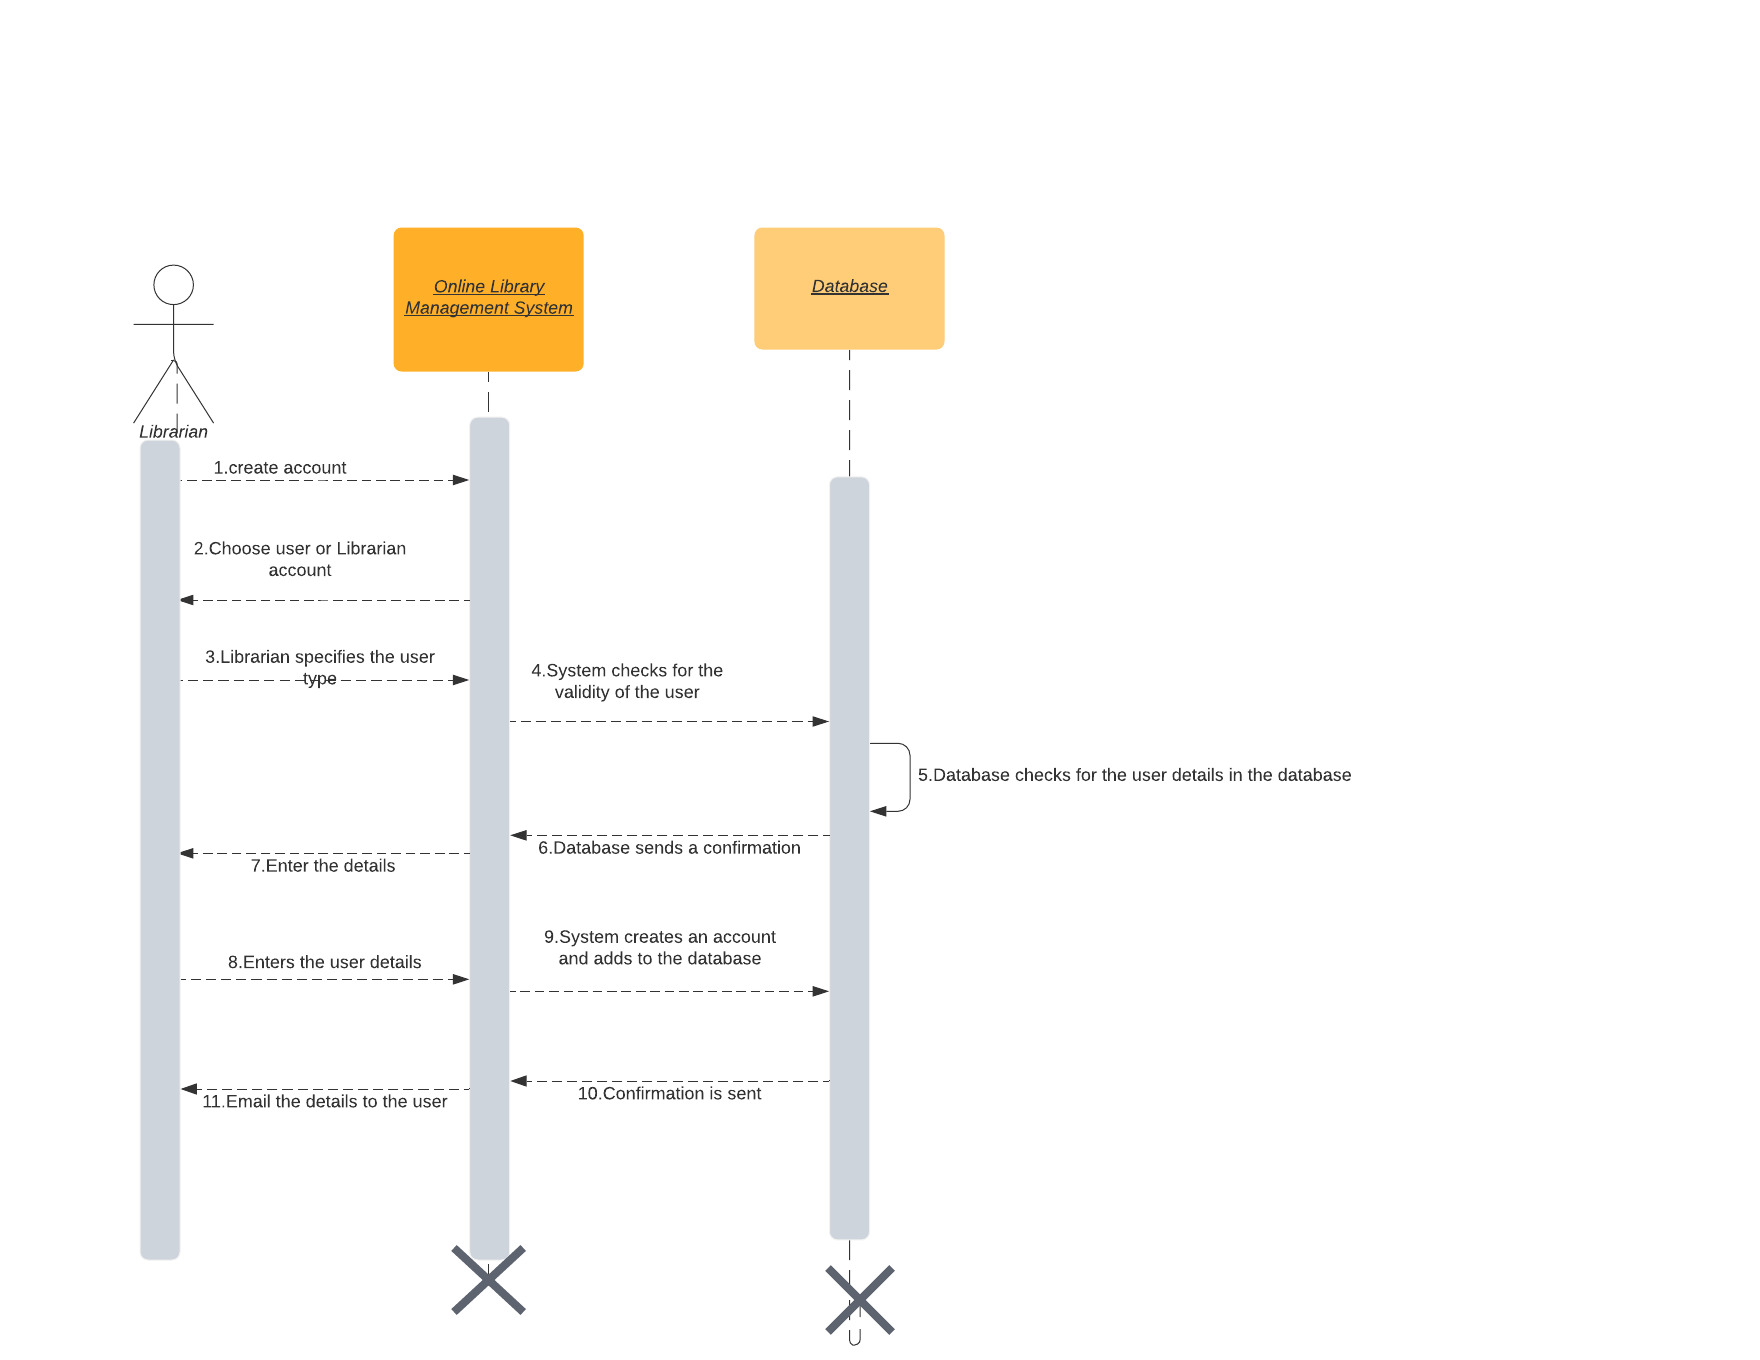 Online Library
Management System
Database
Librarian
1.create account
2.Choose user or Librarian
account
3.Librarian specifies the user
type
4.System checks for the
validity of the user
5.Database checks for the user details in the database
6.Database sends a confirmation
7.Enter the details
8.Enters the user details
9.System creates an account
and adds to the database
10.Confirmation is sent
11.Email the details to the user